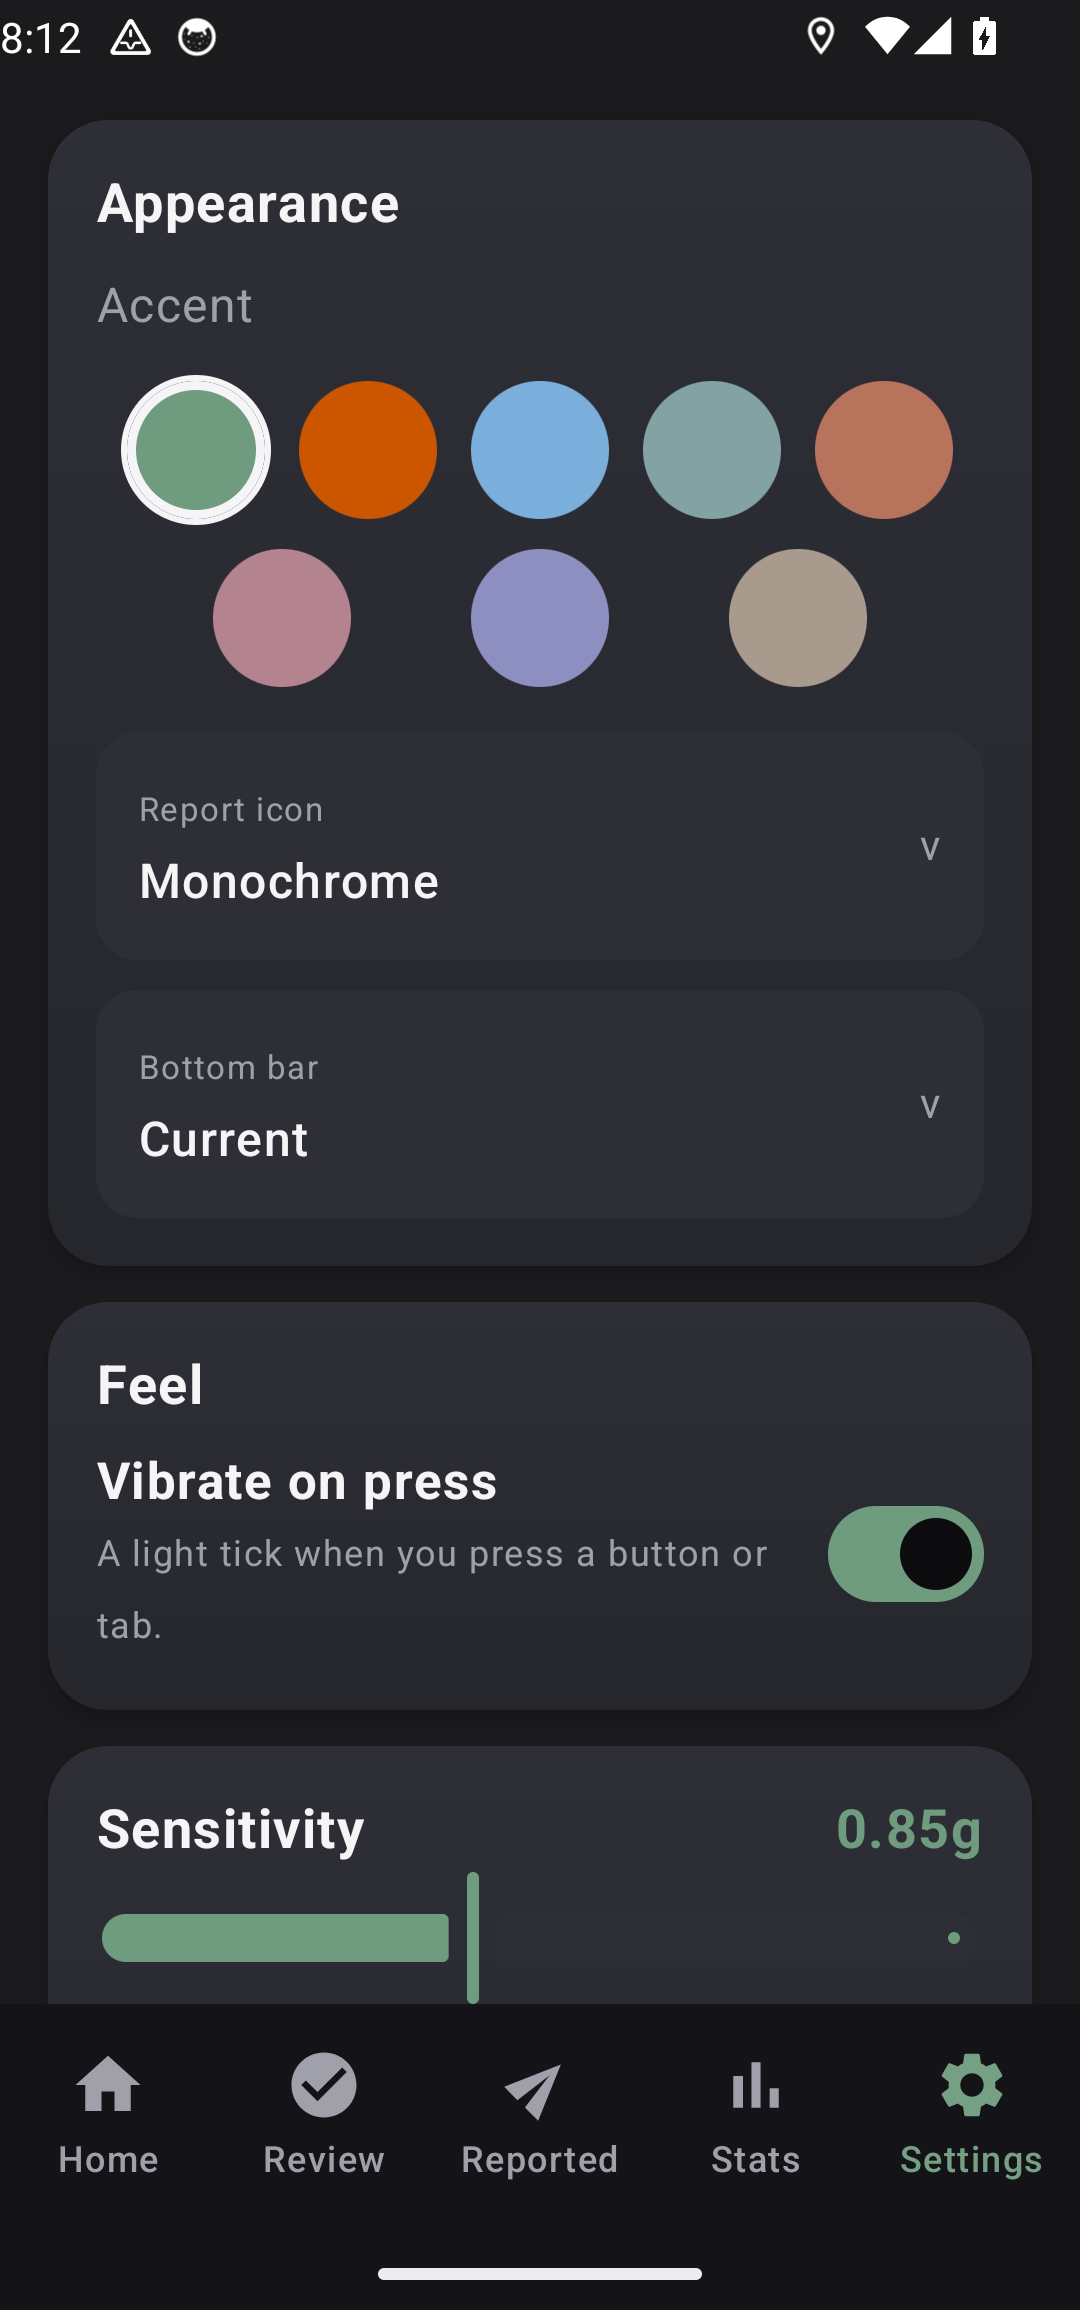 8:12
Appearance
Accent
Report icon
Monochrome
v
Bottom bar
Current
v
Feel
Vibrate on press
A light tick when you press a button or
tab.
Sensitivity 0.85g
Home Review Reported Stats Settings